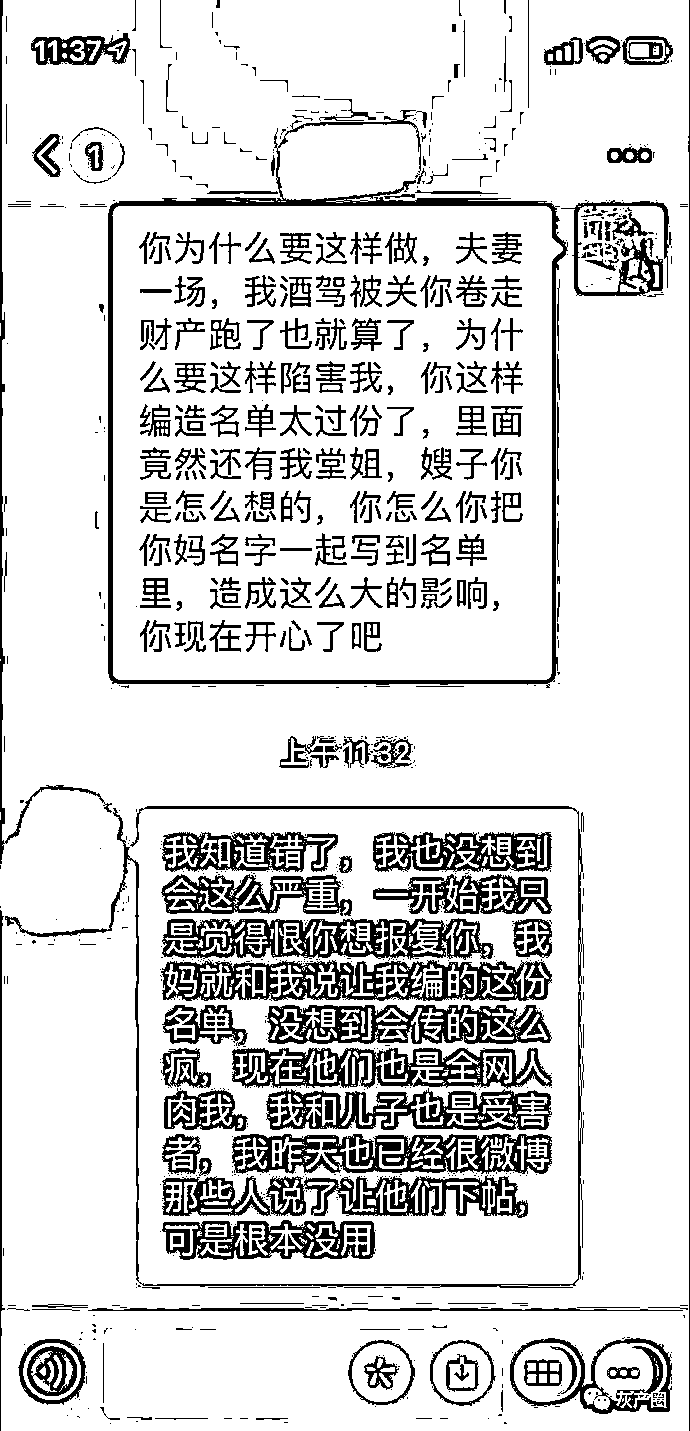 11:37
1
你为什么要这样做，夫妻
一场，我酒驾被关你卷走
财产跑了也就算了，为什
么要这样陷害我，你这样
编造名单太过份了，里面
竟然还有我堂姐，嫂子你
是怎么想的，你怎么你把
你妈名字一起写到名单
里，造成这么大的影响，
你现在开心了吧
上午11:32
我知道错了，我也没想到
会这么严重，一开始我只
是觉得恨你想报复你，我
妈就和我说让我编的这份
名单，没想到会传的这么
疯，现在他们也是全网人
肉我，我和儿子也是受害
者，我昨天也已经很微博
那些人说了让他们下帖，
可是根本没用
灰产圈